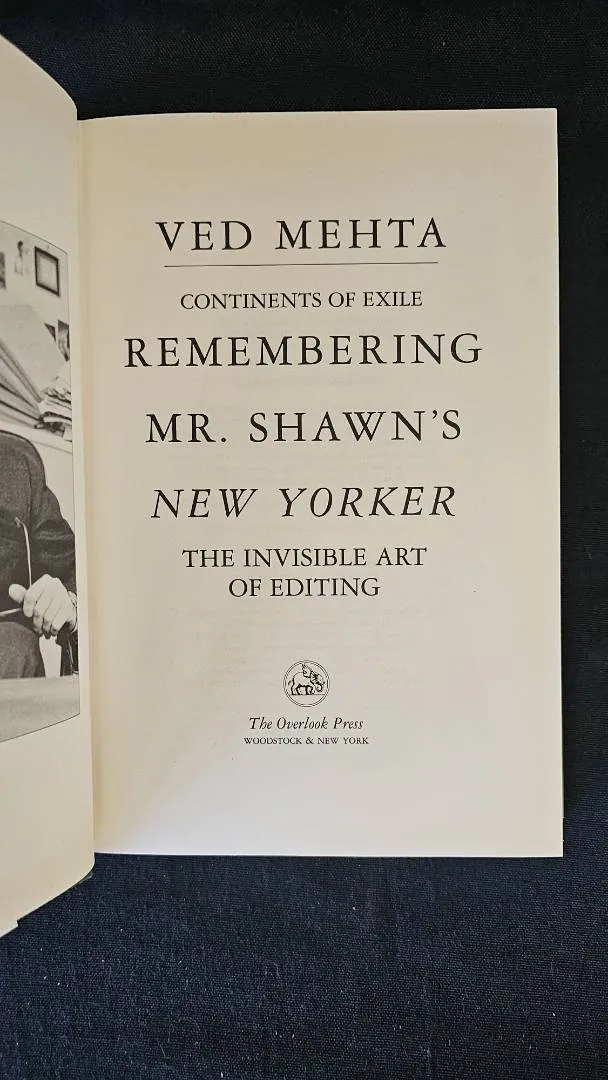 VED MEHTA
CONTINENTS OF EXILE
REMEMBERING
MR. SHAWN'S
NEW YORKER
THE INVISIBLE ART
OF EDITING
The Overlook Press
WOODSTOCK & NEW YORK